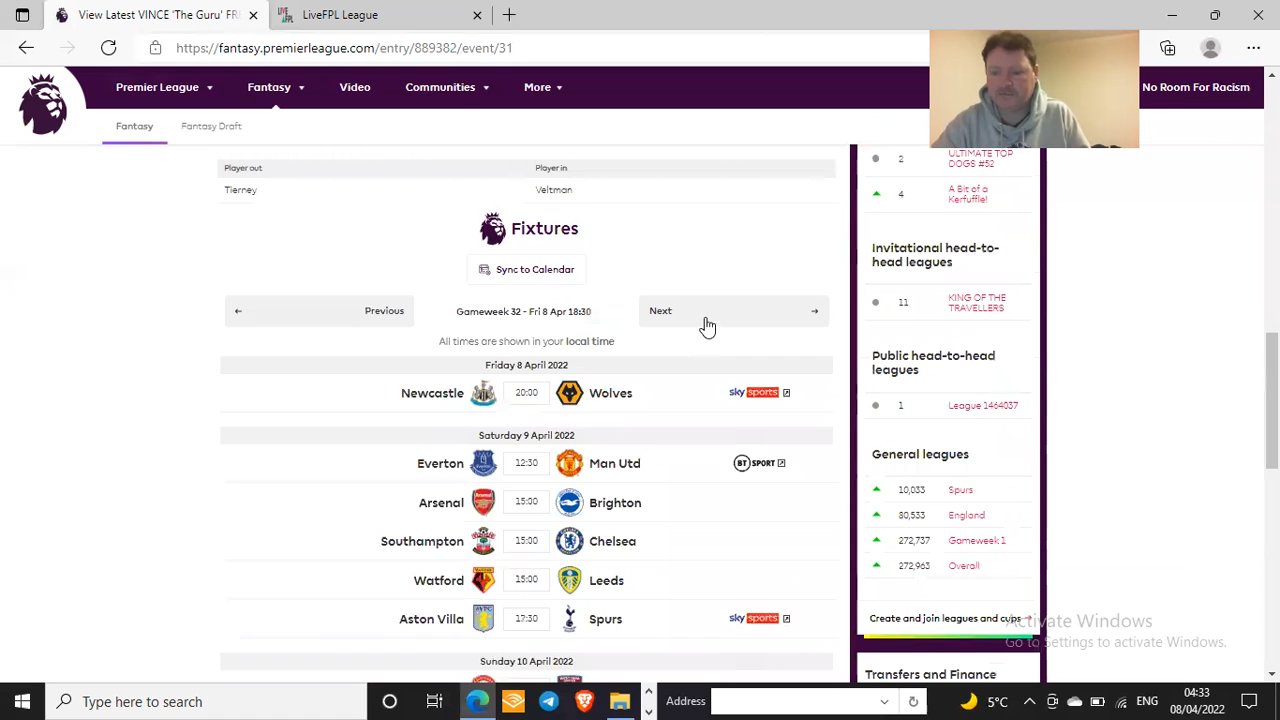 View Latest VINCE 'The Guru' FRE
LiveFPL League
https://fantasy.premierleague.com/entry/889382/event/31
Premier League
Fantasy
Video
Communities
More
No Room For Racism
Fantasy
Fantasy Draft
Player out
Player in
Tierney
Veltman
Fixtures
Sync to Calendar
Previous
Gameweek 32 - Fri 8 Apr 18:30
Next
All times are shown in your local time
Friday 8 April 2022
Newcastle 20:00 Wolves sky sports
Saturday 9 April 2022
Everton 12:30 Man Utd BT SPORT
Arsenal 15:00 Brighton
Southampton 15:00 Chelsea
Watford 15:00 Leeds
Aston Villa 17:30 Spurs sky sports
Sunday 10 April 2022
2 ULTIMATE TOP
DOGS #52
4 A Bit of a
Kerfuffle!
Invitational head-to-
head leagues
11 KING OF THE
TRAVELLERS
Public head-to-head
leagues
1 League 1464037
General leagues
10,033 Spurs
80,533 England
272,737 Gameweek 1
272,963 Overall
Create and join leagues and cups
Transfers and Finance
Activate Windows
Go to Settings to activate Windows.
Type here to search
Address
5°C
ENG
04:33
08/04/2022